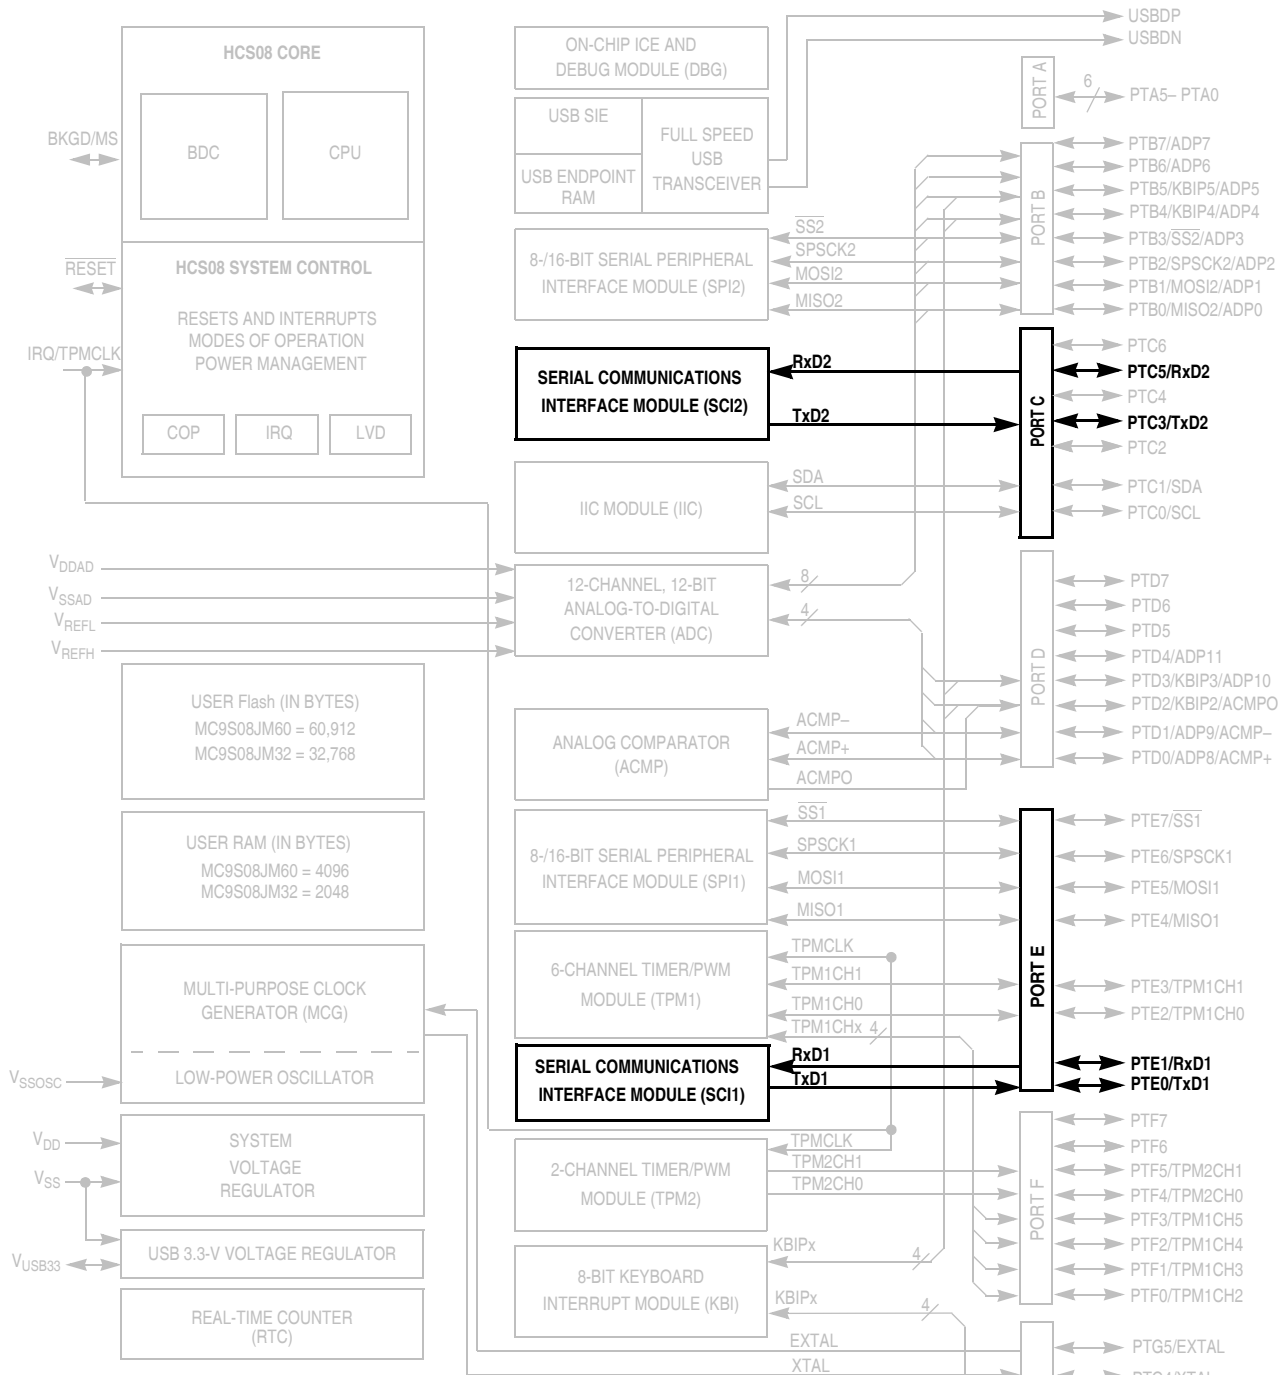 HCS08 CORE
BDC
CPU
BKGD/MS
HCS08 SYSTEM CONTROL
RESET
RESETS AND INTERRUPTS
MODES OF OPERATION
POWER MANAGEMENT
IRQ/TPMCLK
COP
IRQ
LVD
VDDAD
VSSAD
VREFL
VREFH
USER Flash (IN BYTES)
MC9S08JM60 = 60,912
MC9S08JM32 = 32,768
USER RAM (IN BYTES)
MC9S08JM60 = 4096
MC9S08JM32 = 2048
MULTI-PURPOSE CLOCK
GENERATOR (MCG)
LOW-POWER OSCILLATOR
VSSOSC
VDD
VSS
SYSTEM
VOLTAGE
REGULATOR
VUSB33
USB 3.3-V VOLTAGE REGULATOR
REAL-TIME COUNTER
(RTC)
ON-CHIP ICE AND
DEBUG MODULE (DBG)
USB SIE
USB ENDPOINT
RAM
FULL SPEED
USB
TRANSCEIVER
8-/16-BIT SERIAL PERIPHERAL
INTERFACE MODULE (SPI2)
SS2
SPSCK2
MOSI2
MISO2
SERIAL COMMUNICATIONS
INTERFACE MODULE (SCI2)
RxD2
TxD2
IIC MODULE (IIC)
SDA
SCL
12-CHANNEL, 12-BIT
ANALOG-TO-DIGITAL
CONVERTER (ADC)
8
4
ANALOG COMPARATOR
(ACMP)
ACMP–
ACMP+
ACMPO
8-/16-BIT SERIAL PERIPHERAL
INTERFACE MODULE (SPI1)
SS1
SPSCK1
MOSI1
MISO1
6-CHANNEL TIMER/PWM
MODULE (TPM1)
TPMCLK
TPM1CH1
TPM1CH0
TPM1CHx
4
SERIAL COMMUNICATIONS
INTERFACE MODULE (SCI1)
RxD1
TxD1
2-CHANNEL TIMER/PWM
MODULE (TPM2)
TPMCLK
TPM2CH1
TPM2CH0
8-BIT KEYBOARD
INTERRUPT MODULE (KBI)
KBIPx
4
KBIPx
4
EXTAL
XTAL
USBDP
USBDN
PORT A
6
PTA5– PTA0
PORT B
PTB7/ADP7
PTB6/ADP6
PTB5/KBIP5/ADP5
PTB4/KBIP4/ADP4
PTB3/SS2/ADP3
PTB2/SPSCK2/ADP2
PTB1/MOSI2/ADP1
PTB0/MISO2/ADP0
PORT C
PTC6
PTC5/RxD2
PTC4
PTC3/TxD2
PTC2
PTC1/SDA
PTC0/SCL
PORT D
PTD7
PTD6
PTD5
PTD4/ADP11
PTD3/KBIP3/ADP10
PTD2/KBIP2/ACMPO
PTD1/ADP9/ACMP–
PTD0/ADP8/ACMP+
PORT E
PTE7/SS1
PTE6/SPSCK1
PTE5/MOSI1
PTE4/MISO1
PTE3/TPM1CH1
PTE2/TPM1CH0
PTE1/RxD1
PTE0/TxD1
PORT F
PTF7
PTF6
PTF5/TPM2CH1
PTF4/TPM2CH0
PTF3/TPM1CH5
PTF2/TPM1CH4
PTF1/TPM1CH3
PTF0/TPM1CH2
PTG5/EXTAL